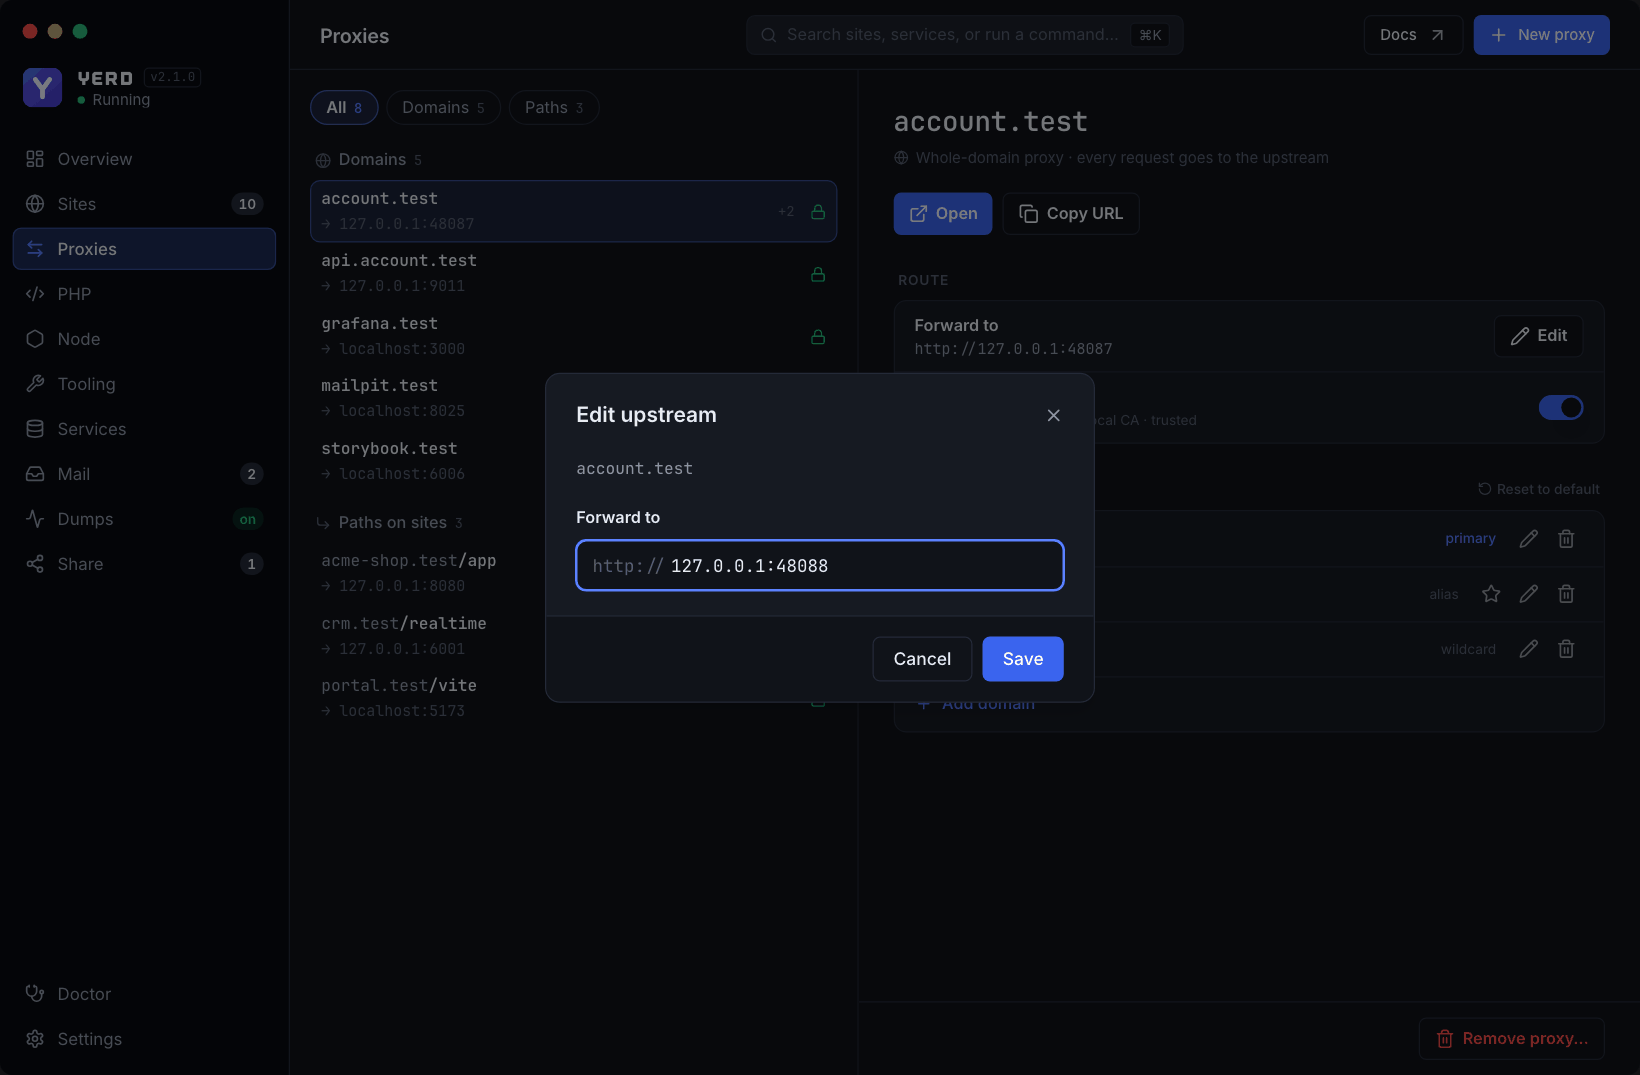 YERD v2.1.0
Running
Overview
Sites 10
Proxies
PHP
Node
Tooling
Services
Mail 2
Dumps on
Share 1
Doctor
Settings
Proxies
Search sites, services, or run a command... ⌘K
Docs
New proxy
All 8
Domains 5
Paths 3
Domains 5
account.test
→ 127.0.0.1:48087
+2
api.account.test
→ 127.0.0.1:9011
grafana.test
→ localhost:3000
mailpit.test
→ localhost:8025
storybook.test
→ localhost:6006
Paths on sites 3
acme-shop.test/app
→ 127.0.0.1:8080
crm.test/realtime
→ 127.0.0.1:6001
portal.test/vite
→ localhost:5173
account.test
Whole-domain proxy · every request goes to the upstream
Open
Copy URL
ROUTE
Forward to
http://127.0.0.1:48087
Edit
ocal CA · trusted
Reset to default
primary
alias
wildcard
Add domain
Remove proxy...
Edit upstream
account.test
Forward to
http:// 127.0.0.1:48088
Cancel
Save